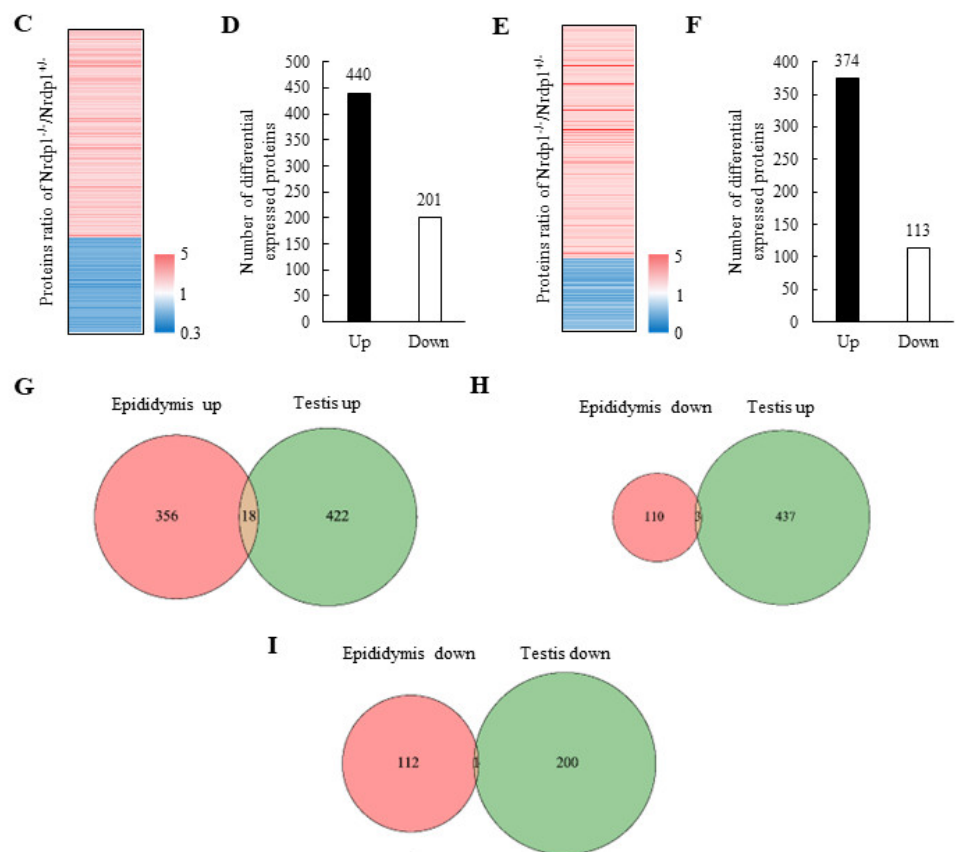 C
D
E
F
Proteins ratio of Nrdp1-/-/Nrdp1+/-
5
1
0.3
Number of differential
expressed proteins
500
450
400
350
300
250
200
150
100
50
0
440
201
Up
Down
Proteins ratio of Nrdp1-/-/Nrdp1+/-
5
1
0
Number of differential
expressed proteins
400
350
300
250
200
150
100
50
0
374
113
Up
Down
G
Epididymis up
Testis up
356
18
422
H
Epididymis down
Testis up
110
3
437
I
Epididymis down
Testis down
112
1
200